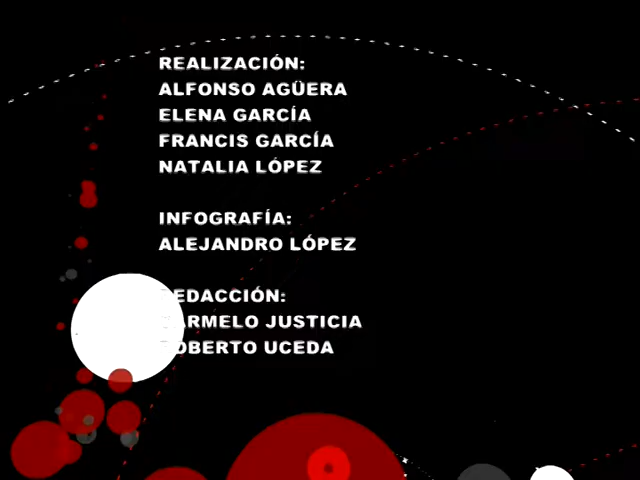 REALIZACIÓN:
ALFONSO AGÜERA
ELENA GARCÍA
FRANCIS GARCÍA
NATALIA LÓPEZ
INFOGRAFÍA:
ALEJANDRO LÓPEZ
REDACCIÓN:
CARMELO JUSTICIA
ROBERTO UCEDA